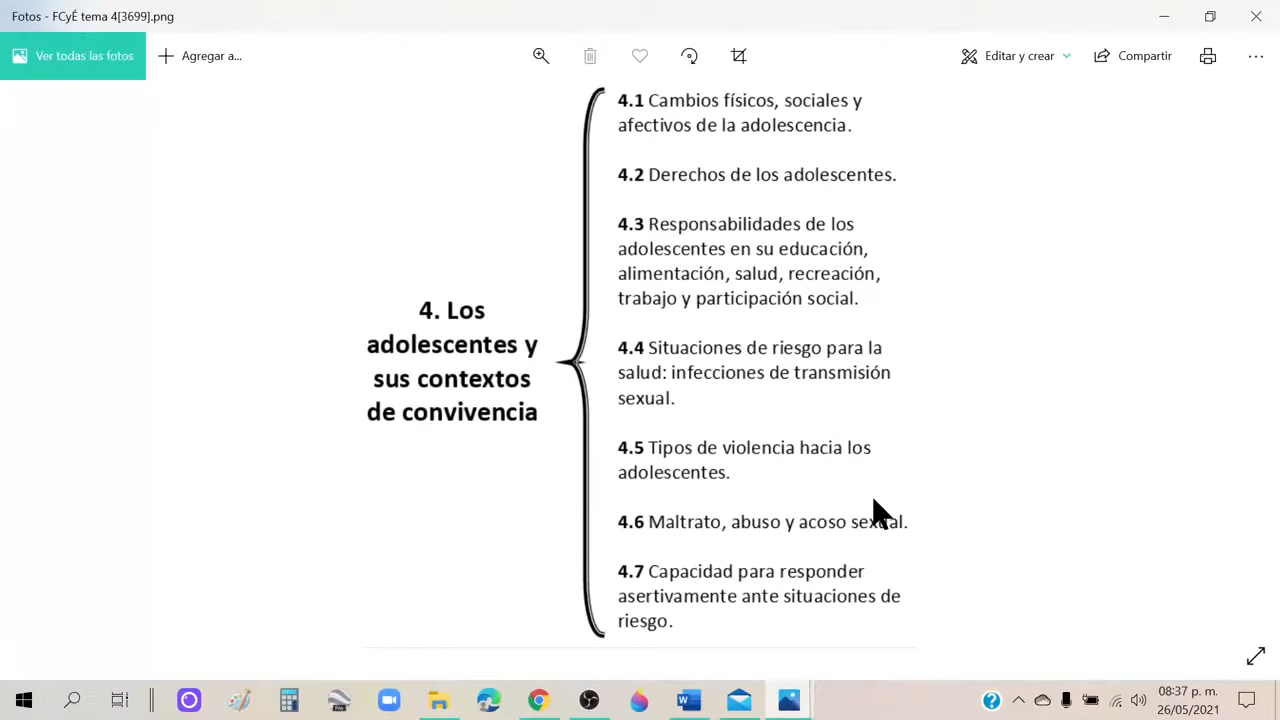 Fotos - FCyÉ tema 4[3699].png
Ver todas las fotos
Agregar a...
Editar y crear
Compartir
4. Los
adolescentes y
sus contextos
de convivencia
4.1 Cambios físicos, sociales y
afectivos de la adolescencia.
4.2 Derechos de los adolescentes.
4.3 Responsabilidades de los
adolescentes en su educación,
alimentación, salud, recreación,
trabajo y participación social.
4.4 Situaciones de riesgo para la
salud: infecciones de transmisión
sexual.
4.5 Tipos de violencia hacia los
adolescentes.
4.6 Maltrato, abuso y acoso sexual.
4.7 Capacidad para responder
asertivamente ante situaciones de
riesgo.
Pro
W
?
08:37 p. m.
26/05/2021